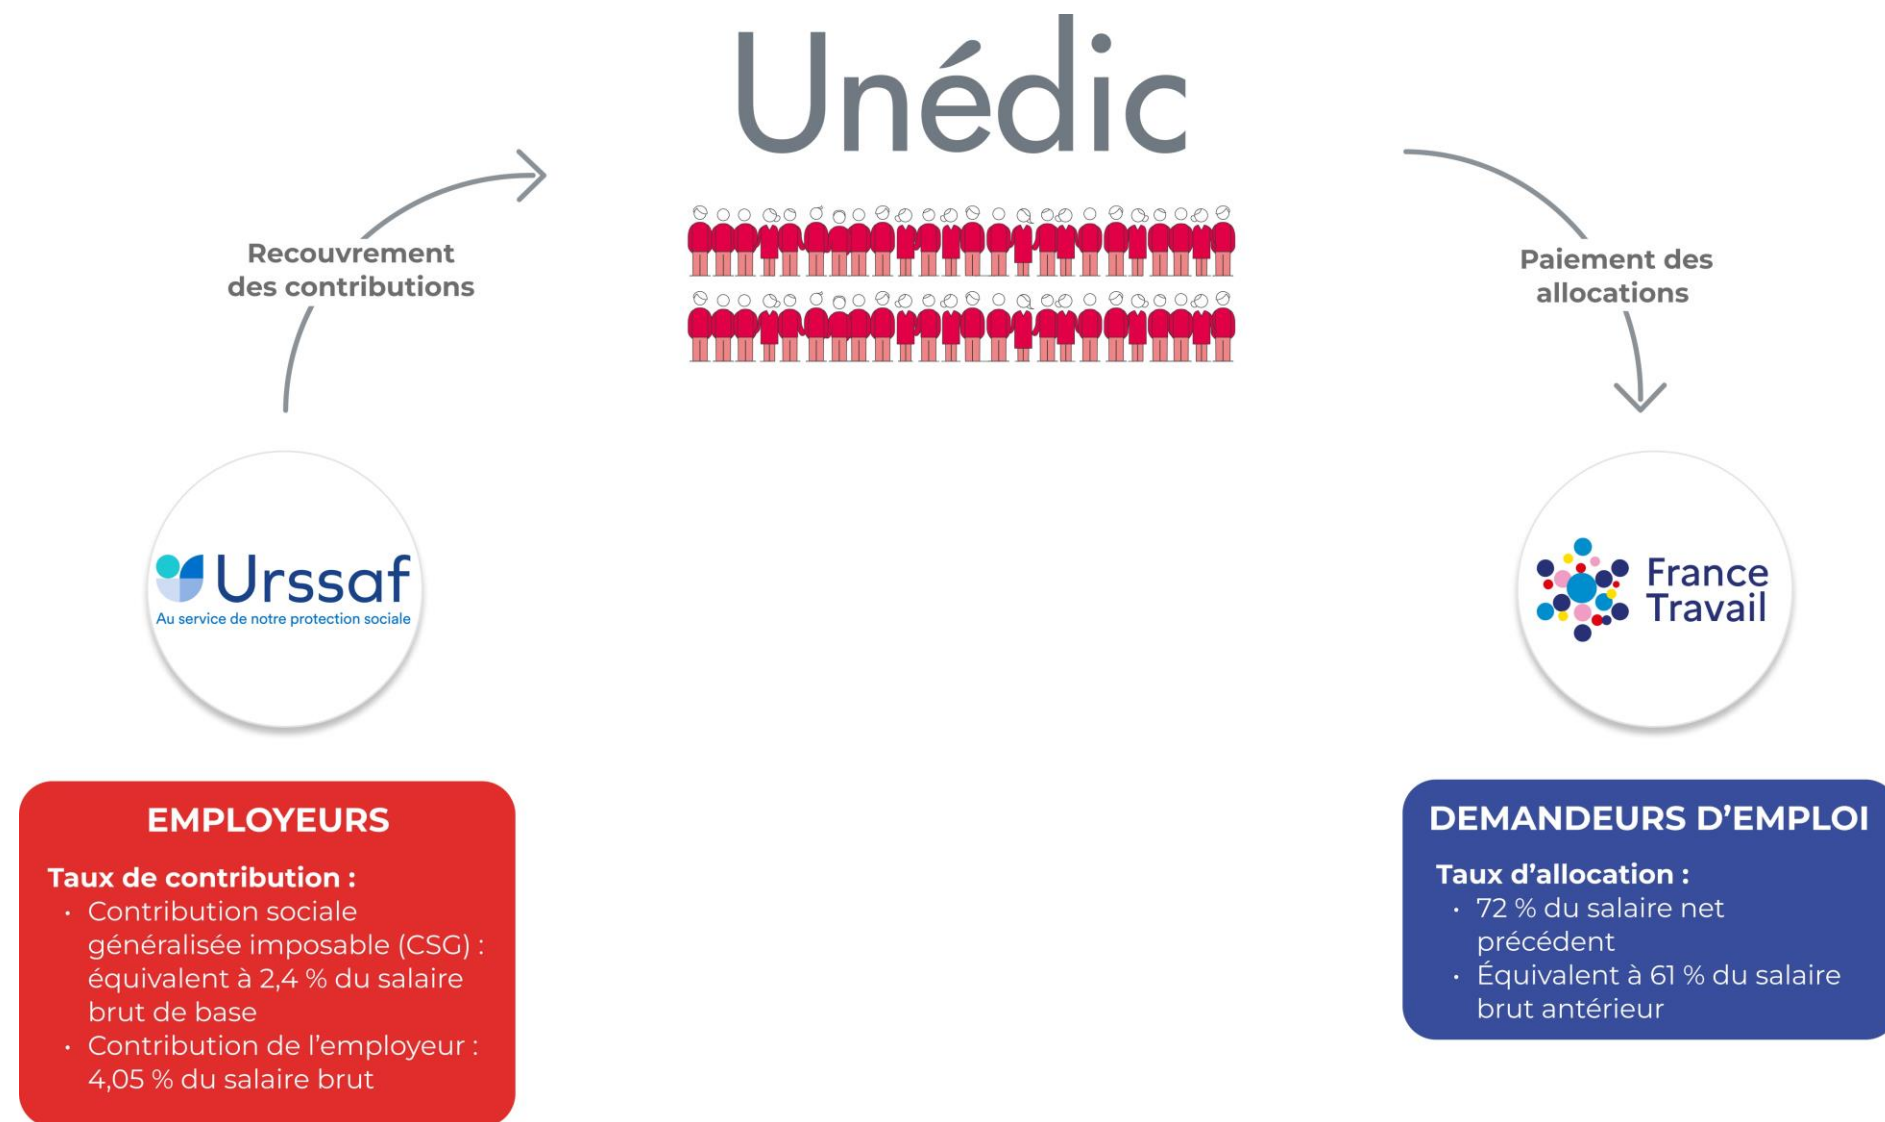 Unédic
Recouvrement
des contributions
Paiement des
allocations
Urssaf
Au service de notre protection sociale
France
Travail
EMPLOYEURS
Taux de contribution :
• Contribution sociale
généralisée imposable (CSG) :
équivalent à 2,4 % du salaire
brut de base
• Contribution de l’employeur :
4,05 % du salaire brut
DEMANDEURS D’EMPLOI
Taux d’allocation :
• 72 % du salaire net
précédent
• Équivalent à 61 % du salaire
brut antérieur